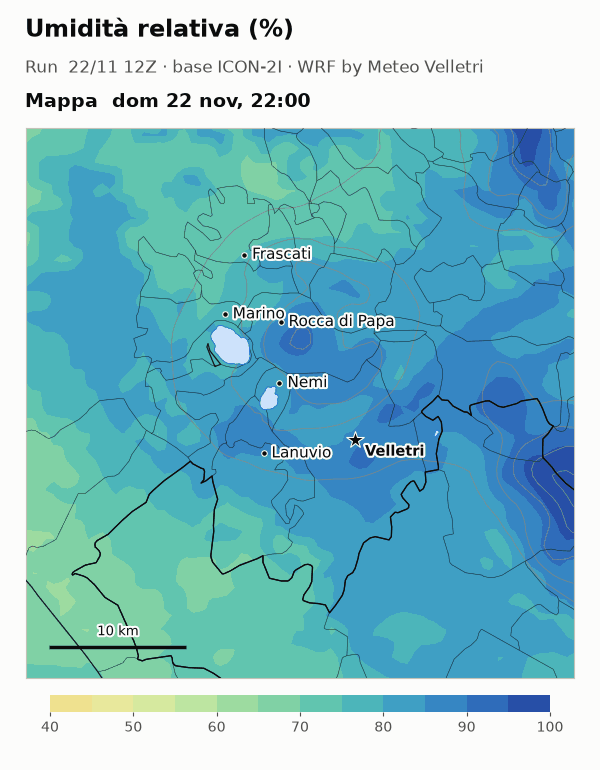 Umidità relativa (%)
Run  22/11 12Z · base ICON-2I · WRF by Meteo Velletri
Mappa  dom 22 nov, 22:00
Frascati
Marino
Rocca di Papa
Nemi
Velletri
Lanuvio
10 km
40 50 60 70 80 90 100